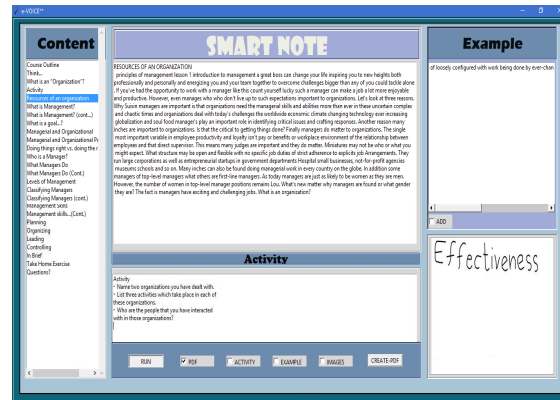 e-VOICE**
Content
Course Outline
Think...
What is an "Organization"?
Activity
Resources of an organization
What is Management?
What is Management? (cont...)
What is a goal...?
Managerial and Organizational
Managerial and Organizational Pe
Doing things right vs. doing the r
Who is a Manager?
What Managers Do
What Managers Do (Cont.)
Levels of Management
Classifying Managers
Classifying Managers (cont.)
Management Skills
Management skills...(Cont.)
Planning
Organizing
Leading
Controlling
In Brief
Take Home Exercise
Questions?
SMART NOTE
RESOURCES OF AN ORGANIZATION
principles of management lesson 1 introduction to management a great boss can change your life inspiring you to new heights both
professionally and personally and energizing you and your team to overcome challenges bigger than any of you could tackle alone
. If you've had the opportunity to work with a manager like this count yourself lucky such a manager can make a job a lot more enjoyable
and productive. However, even managers who don't live up to such expectations important to organizations. Let's look at three reasons.
Why Susie managers are important is that organizations need the managerial skills and abilities more than ever in these uncertain complex
and chaotic times and organizations deal with today's challenges the worldwide economic climate changing technology ever increasing
globalization and soul food manager's play an important role in identifying critical issues and crafting responses. Another reason many
inches are important to organizations. Is that the critical to getting things done? Finally managers do matter to organizations. The single
most important variable in employee productivity and loyalty isn't pay or benefits or workplace environment of the relationship between
employees and that direct supervisor. This means many judges are important and they do matter. Miniatures may not be who or what you
might expect. What structure may be open and flexible with no specific job duties of strict adherence to explicit job Arrangements. They
run large corporations as well as entrepreneurial startups in government departments Hospital small businesses, not-for-profit agencies
museums schools and so on. Many inches can also be found doing managerial work in every country on the globe. In addition some
managers of top-level managers what others are first-line managers. As today managers are just as likely to be women as they are men.
However, the number of women in top-level manager positions remains Lou. What's new matter why managers are found or what gender
they are? The fact is managers have exciting and challenging jobs. What is an organization?
Activity
Activity
- Name two organizations you have dealt with.
- List three activities which take place in each of
these organizations.
- Who are the people that you have interacted
with in those organizations?
RUN
PDF
ACTIVITY
EXAMPLE
IMAGES
CREATE-PDF
Example
of loosely configured with work being done by ever-chan
ADD
Effectiveness